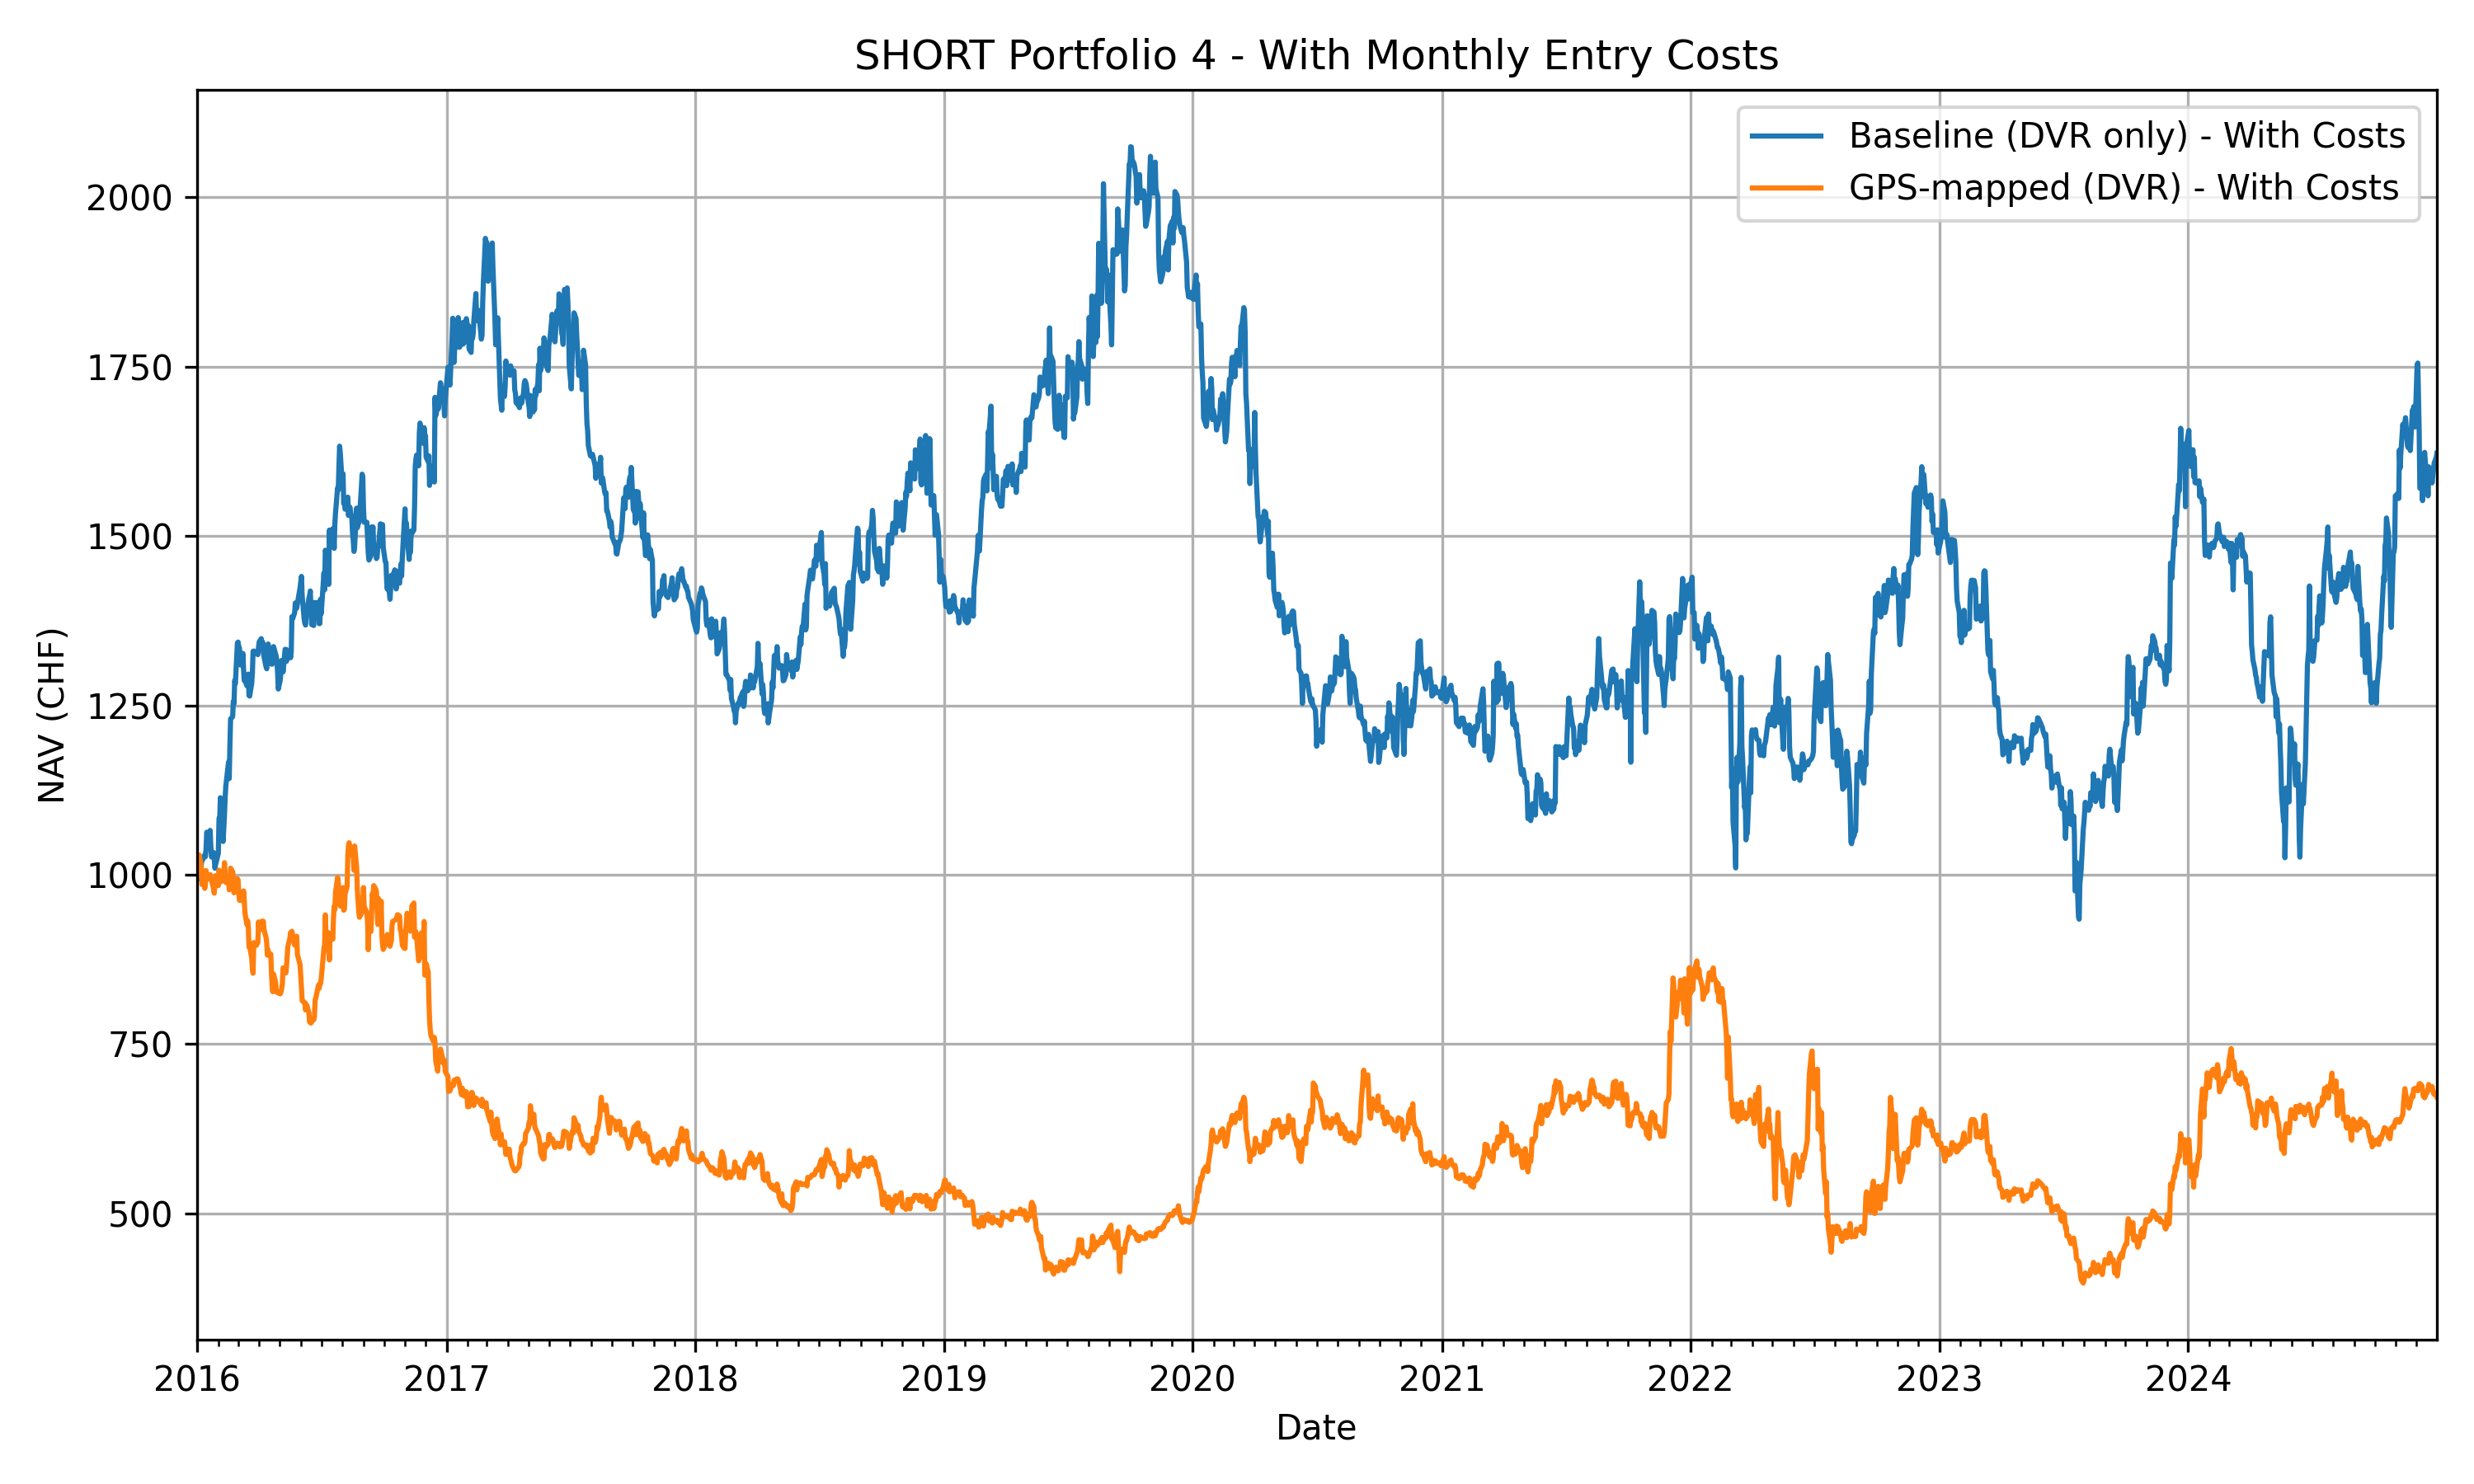 SHORT Portfolio 4 - With Monthly Entry Costs
Baseline (DVR only) - With Costs
GPS-mapped (DVR) - With Costs
NAV (CHF)
2000
1750
1500
1250
1000
750
500
2016 2017 2018 2019 2020 2021 2022 2023 2024
Date